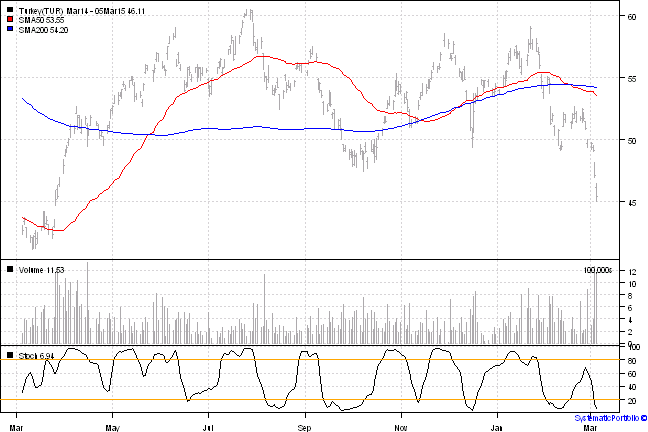 Turkey(TUR) Mar14 - 05Mar15 46.11
SMA50 53.55
SMA200 54.20
60
55
50
45
Volume 11.53
100,000s
12
10
8
6
4
2
0
Stoch 6.94
100
80
60
40
20
Mar May Jul Sep Nov Jan Mar
SystematicPortfolio ©